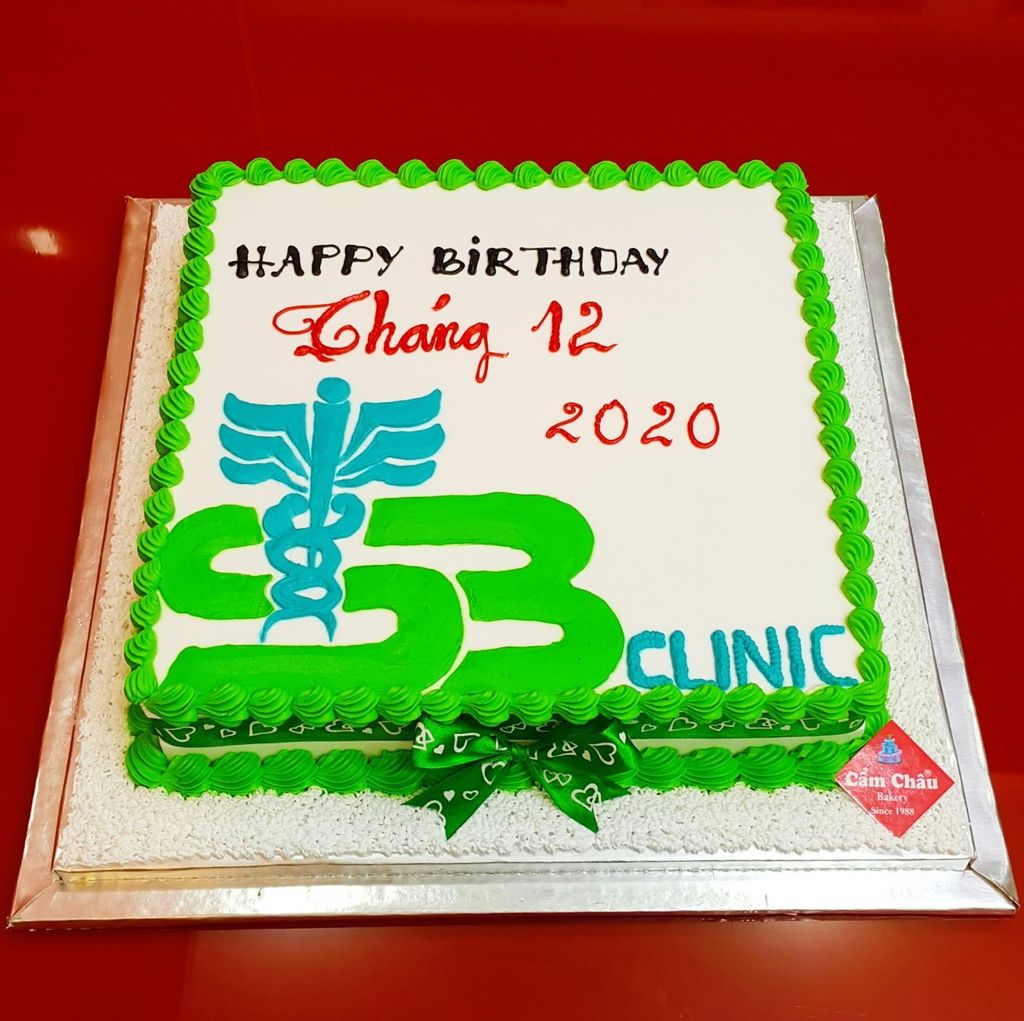 HAPPY BiRTHDAY
Tháng 12
2020
S3
CLINIC
Cẩm Châu®
Bakery
Since 1988